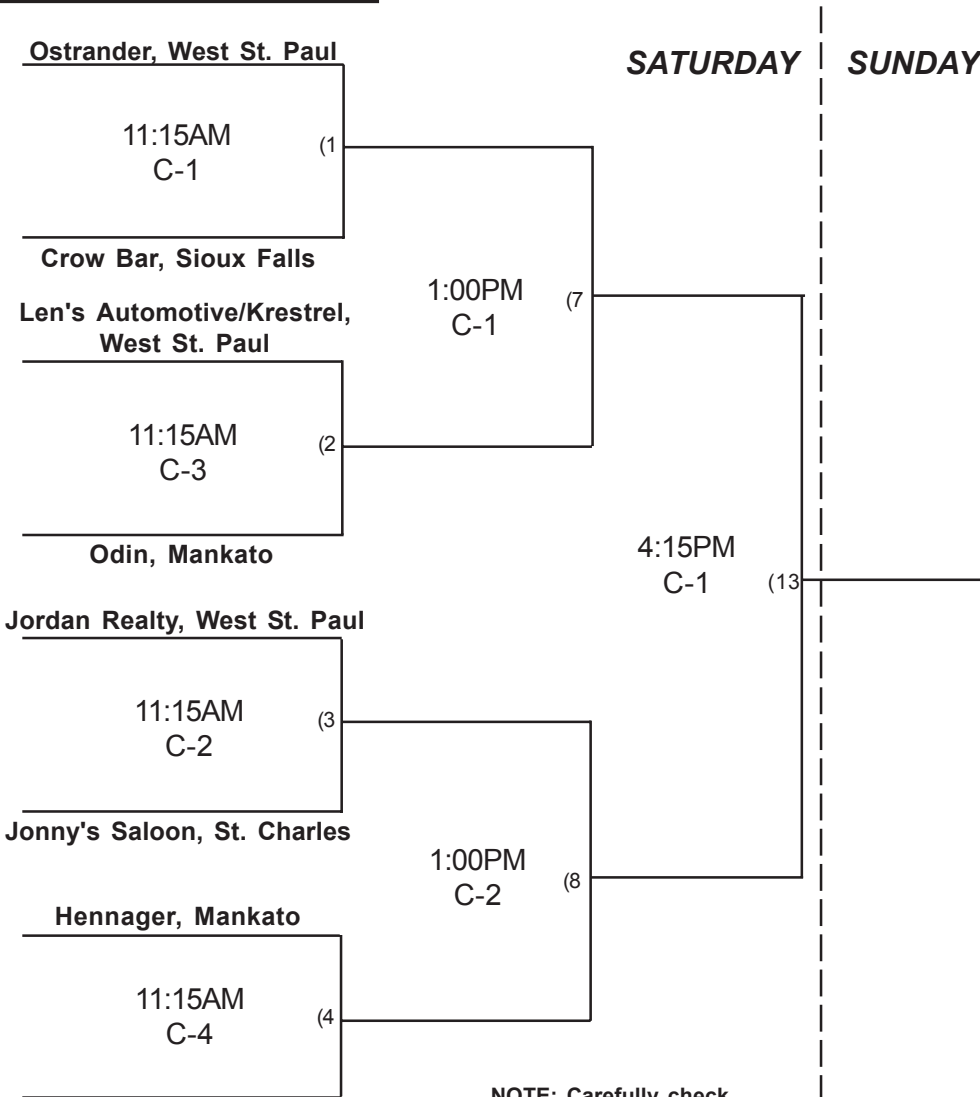 Ostrander, West St. Paul
SATURDAY
SUNDAY
11:15AM
C-1
(1
Crow Bar, Sioux Falls
1:00PM
C-1
(7
Len's Automotive/Krestrel,
West St. Paul
11:15AM
C-3
(2
Odin, Mankato
4:15PM
C-1
(13
Jordan Realty, West St. Paul
11:15AM
C-2
(3
Jonny's Saloon, St. Charles
1:00PM
C-2
(8
Hennager, Mankato
11:15AM
C-4
(4
NOTE: Carefully check